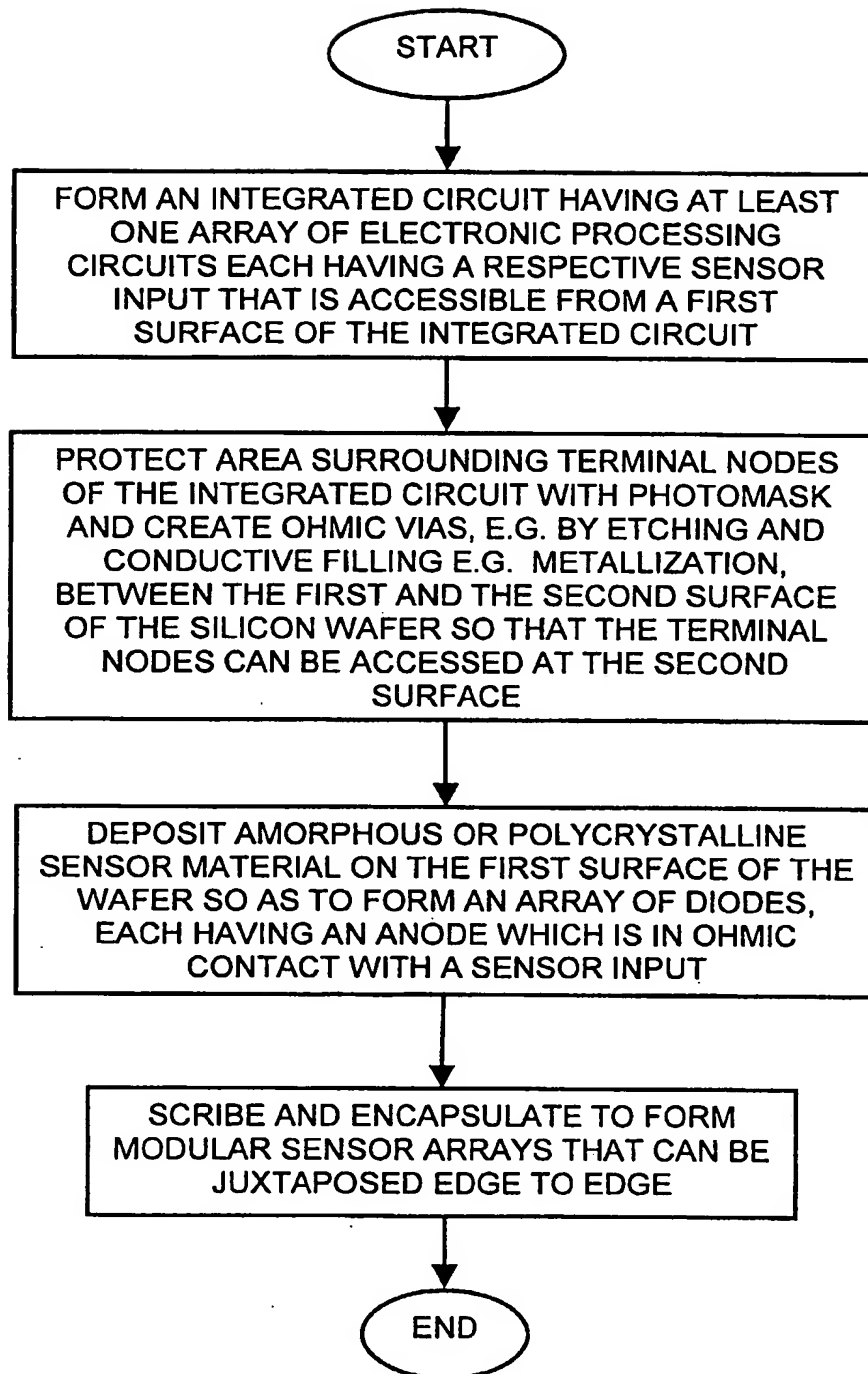 START
FORM AN INTEGRATED CIRCUIT HAVING AT LEAST
ONE ARRAY OF ELECTRONIC PROCESSING
CIRCUITS EACH HAVING A RESPECTIVE SENSOR
INPUT THAT IS ACCESSIBLE FROM A FIRST
SURFACE OF THE INTEGRATED CIRCUIT
PROTECT AREA SURROUNDING TERMINAL NODES
OF THE INTEGRATED CIRCUIT WITH PHOTOMASK
AND CREATE OHMIC VIAS, E.G. BY ETCHING AND
CONDUCTIVE FILLING E.G. METALLIZATION,
BETWEEN THE FIRST AND THE SECOND SURFACE
OF THE SILICON WAFER SO THAT THE TERMINAL
NODES CAN BE ACCESSED AT THE SECOND
SURFACE
DEPOSIT AMORPHOUS OR POLYCRYSTALLINE
SENSOR MATERIAL ON THE FIRST SURFACE OF THE
WAFER SO AS TO FORM AN ARRAY OF DIODES,
EACH HAVING AN ANODE WHICH IS IN OHMIC
CONTACT WITH A SENSOR INPUT
SCRIBE AND ENCAPSULATE TO FORM
MODULAR SENSOR ARRAYS THAT CAN BE
JUXTAPOSED EDGE TO EDGE
END